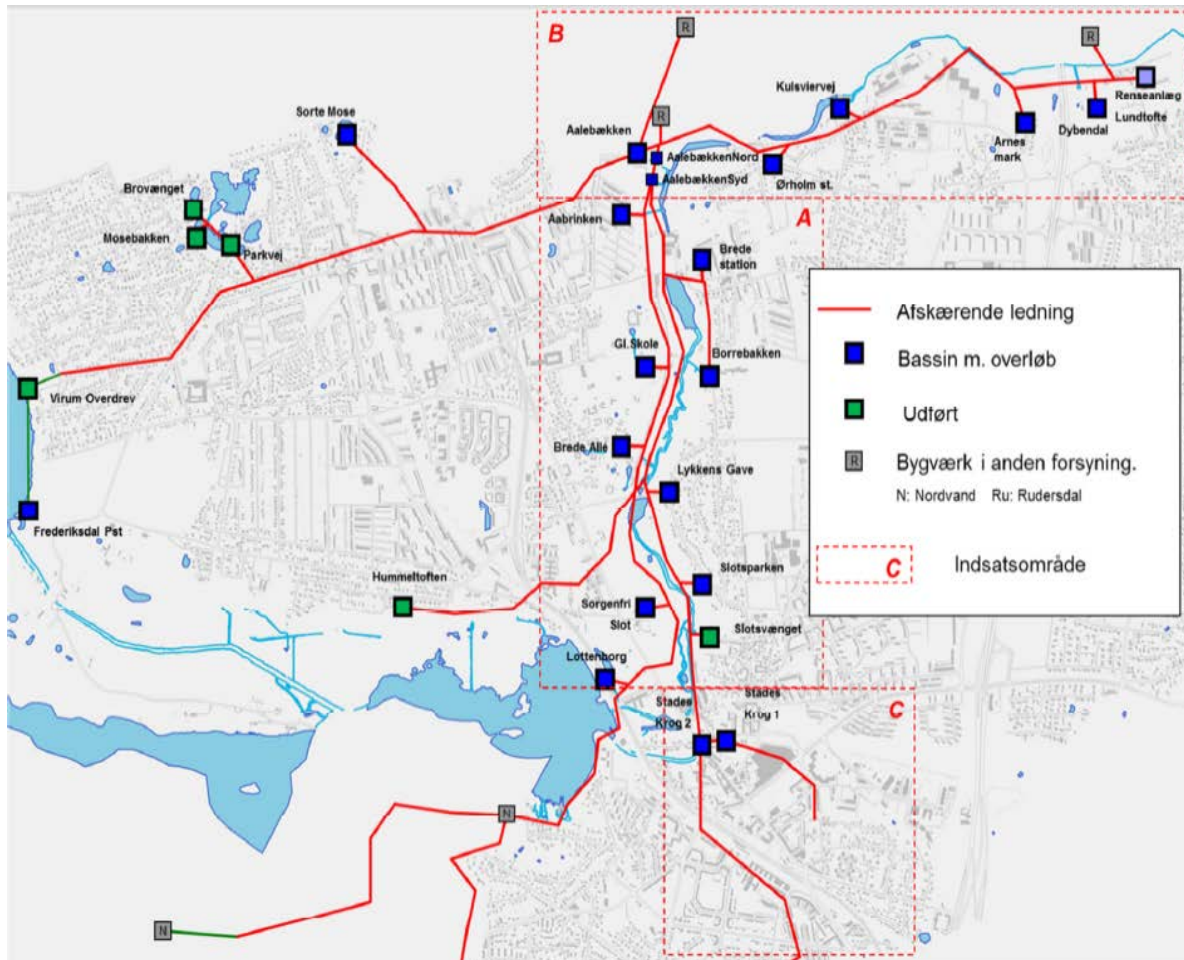 B
R
R
Kulsviervej
Renseanlæg
Lundtofte
Sorte Mose
Aalebækken
R
Arnes
mark
Dybendal
AalebækkenNord
AalebækkenSyd
Ørholm st.
Brovænget
Mosebakken
Parkvej
Aabrinken
A
Brede
station
Afskærende ledning
Bassin m. overløb
Udført
R
Bygværk i anden forsyning.
N: Nordvand Ru: Rudersdal
C
Indsatsområde
Gl.Skole
Borrebakken
Virum Overdrev
Brede Alle
Lykkens Gave
Frederiksdal Pst
Hummeltoften
Slotsparken
Sorgenfri
Slot
Slotsvænget
Lottenborg
Stades
Krog 2
Stades
Krog 1
C
N
N